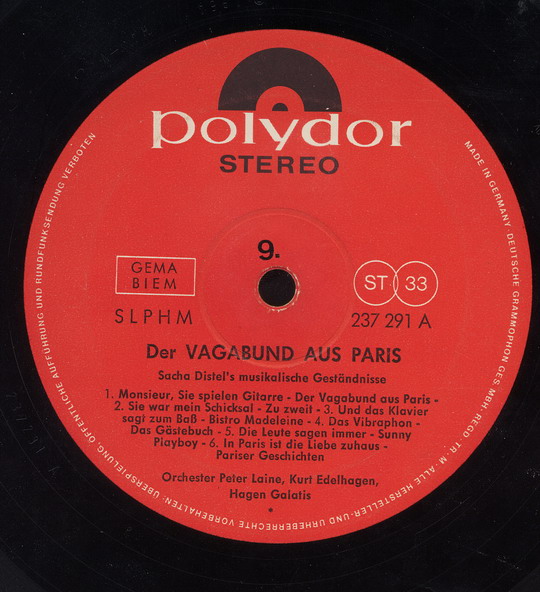 polydor
STEREO
9.
GEMA
BIEM
ST 33
SLPHM
237 291 A
Der VAGABUND AUS PARIS
Sacha Distel's musikalische Geständnisse
1. Monsieur, Sie spielen Gitarre - Der Vagabund aus Paris -
2. Sie war mein Schicksal - Zu zweit - 3. Und das Klavier
sagt zum Baß - Bistro Madeleine - 4. Das Vibraphon -
Das Gästebuch - 5. Die Leute sagen immer - Sunny
Playboy - 6. In Paris ist die Liebe zuhaus -
Pariser Geschichten
Orchester Peter Laine, Kurt Edelhagen,
Hagen Galatis
MADE IN GERMANY. DEUTSCHE GRAMMOPHON GES. MBH. REGD. TR. M. ALLE HERSTELLER- UND URHEBERRECHTE VORBEHALTEN: ÜBERSPIELUNG, ÖFFENTLICHE AUFFÜHRUNG UND RUNDFUNKSENDUNG VERBOTEN